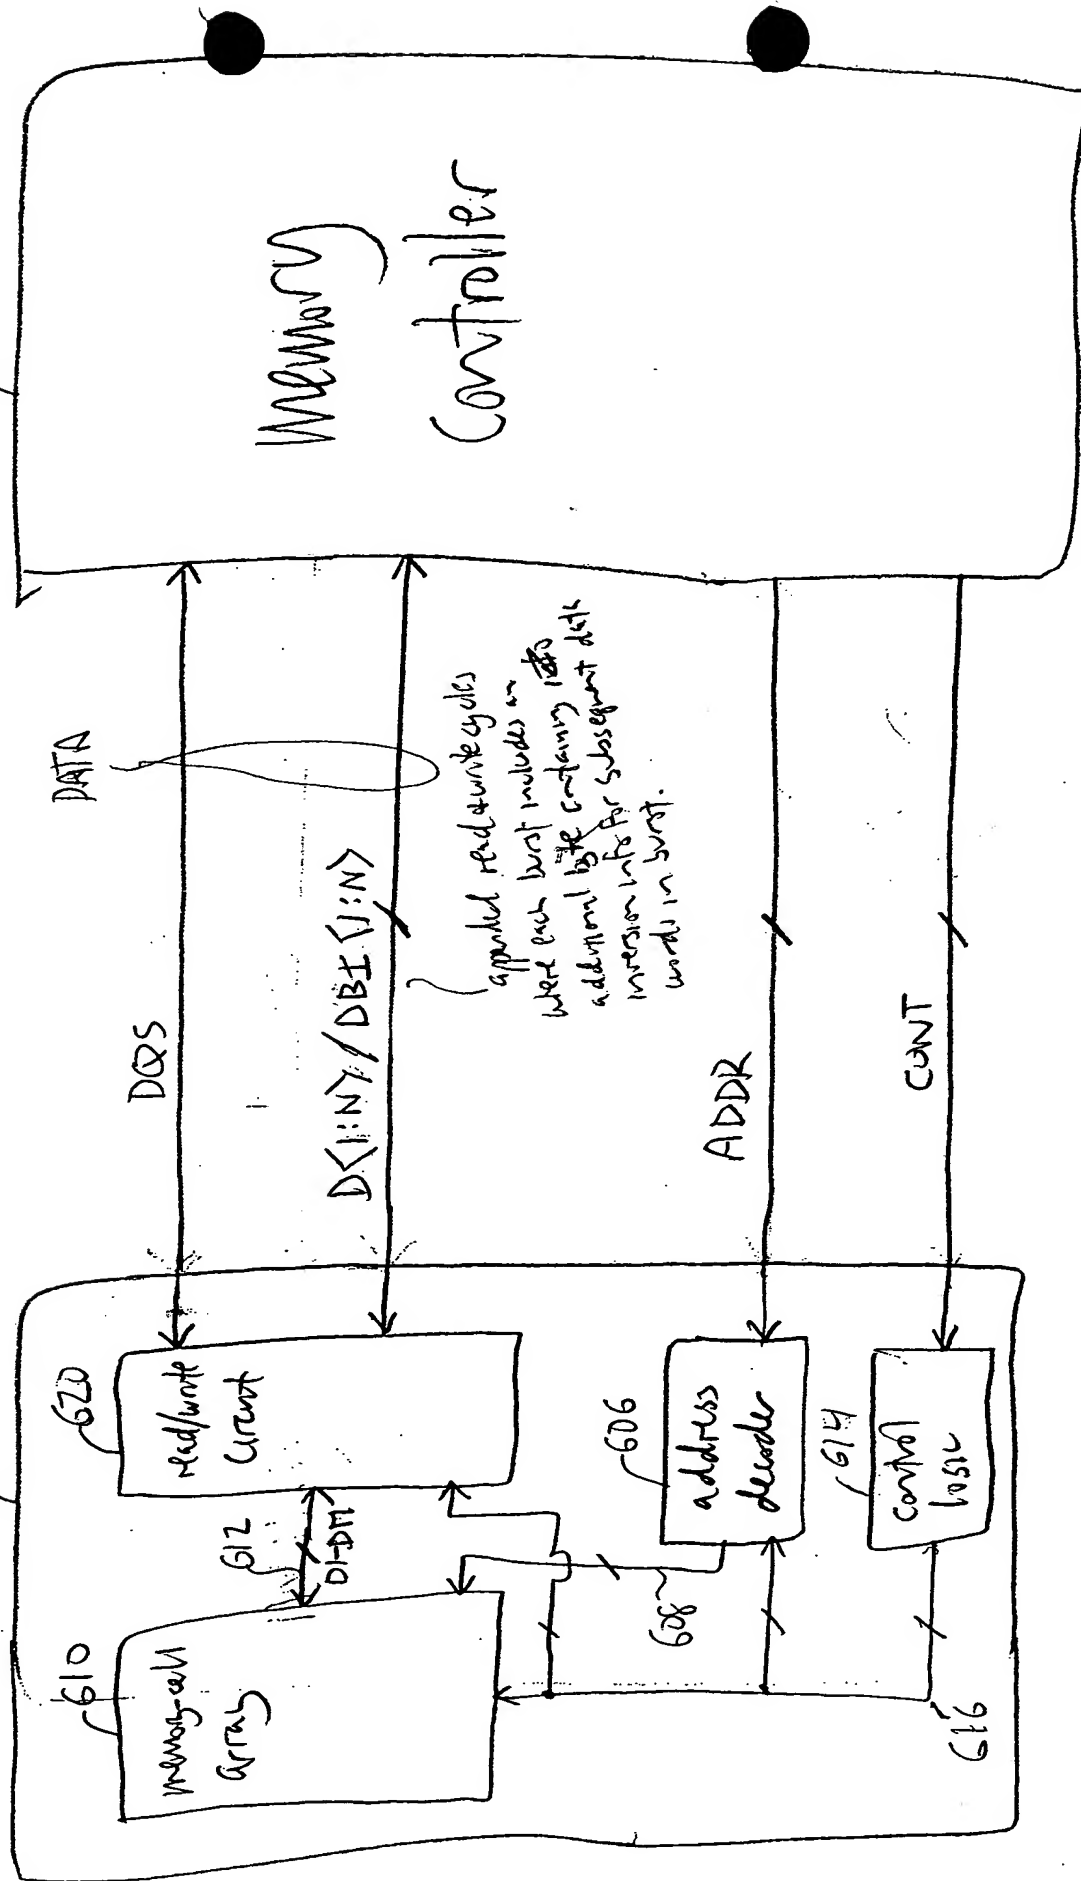 Memory
Controller
DATA
DQS
D<1:N>/DBI<1:N>
appended read & write cycles
where each burst includes an
additional byte containing
inversion info for subsequent data
words in burst.
ADDR
CONT
620
read/write
circuit
612
D1-DM
610
memory-cell
array
606
address
decoder
608
614
control
logic
616